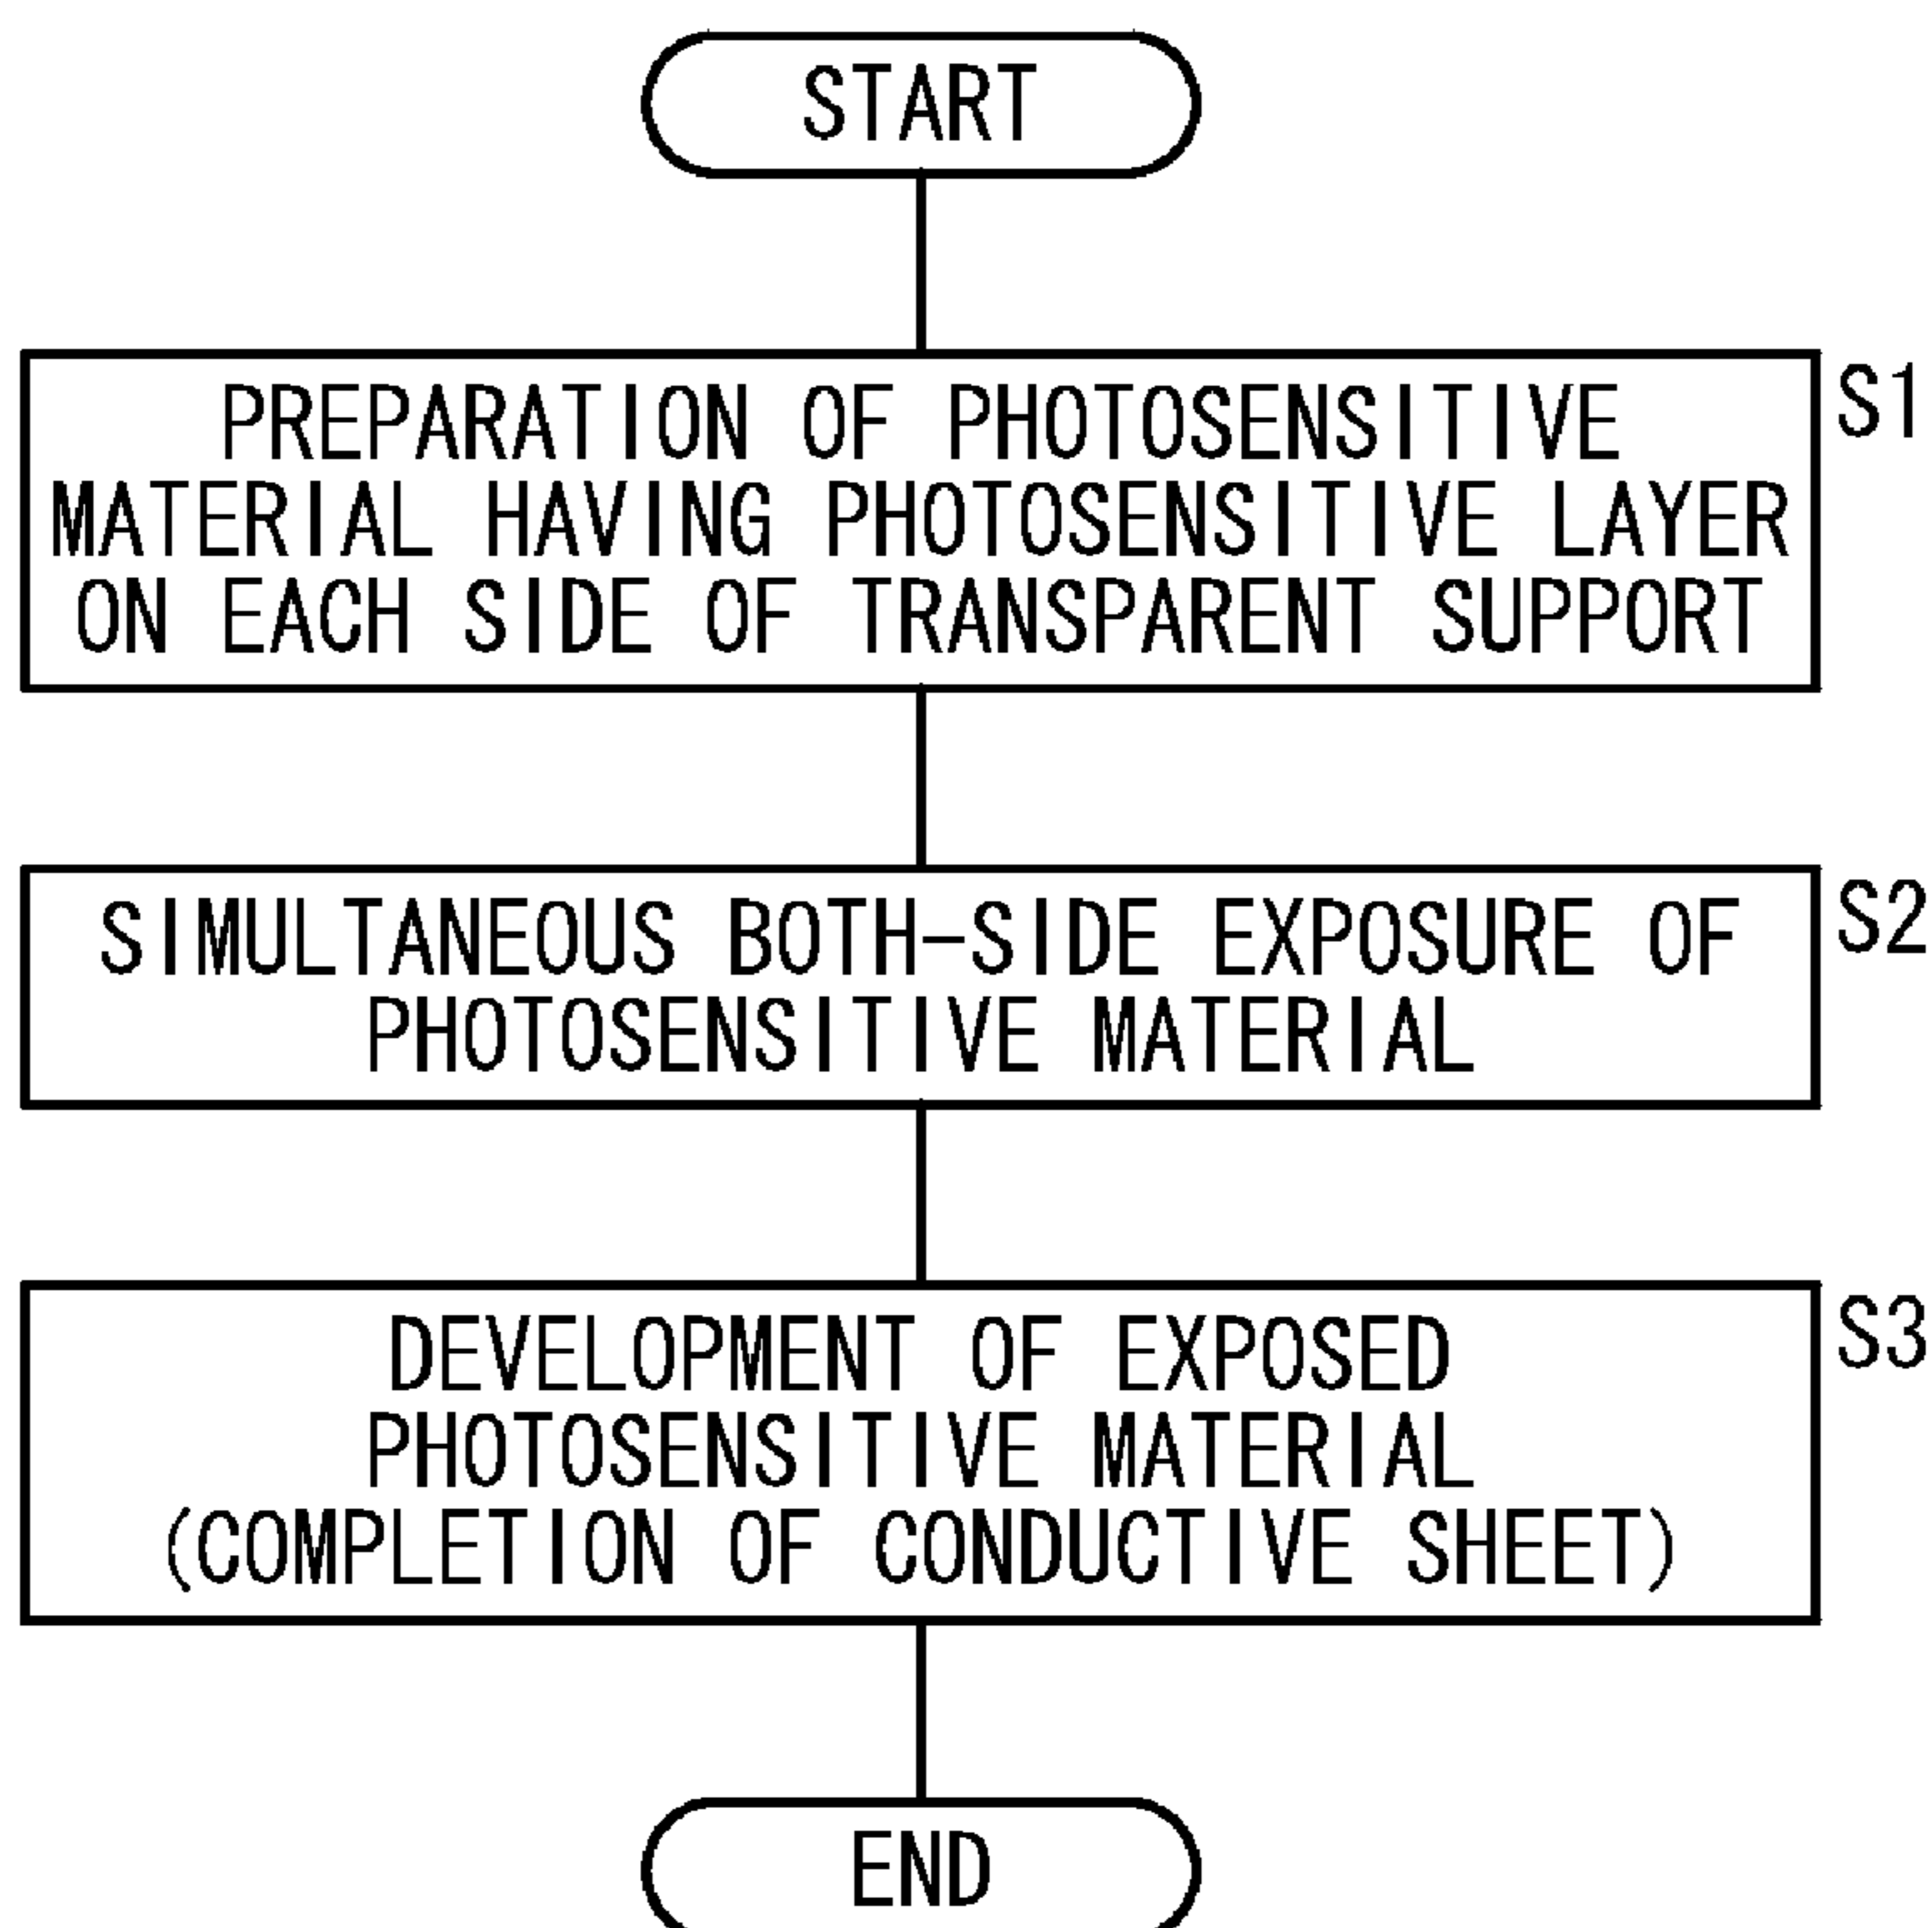 START
PREPARATION OF PHOTOSENSITIVE
S1
MATERIAL HAVING PHOTOSENSITIVE LAYER
ON EACH SIDE OF TRANSPARENT SUPPORT
SIMULTANEOUS BOTH-SIDE EXPOSURE OF
S2
PHOTOSENSITIVE MATERIAL
DEVELOPMENT OF EXPOSED
S3
PHOTOSENSITIVE MATERIAL
(COMPLETION OF CONDUCTIVE SHEET)
END